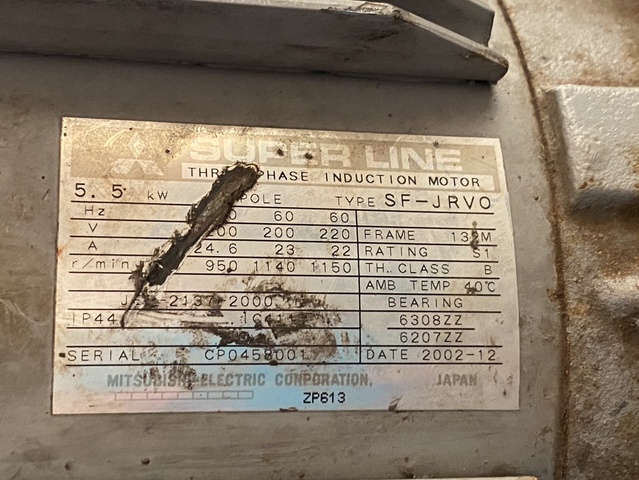 SUPER LINE
THREE PHASE INDUCTION MOTOR
5.5 kW POLE TYPE SF-JRVO
Hz 60 60
V 200 220 FRAME 132M
A 24.6 23 22 RATING S1
r/min 950 1140 1150 TH. CLASS B
AMB TEMP 40°C
2137-2000 BEARING
IP44 6308ZZ
6207ZZ
SERIAL CP0458001 DATE 2002-12
MITSUBISHI ELECTRIC CORPORATION, JAPAN
ZP613